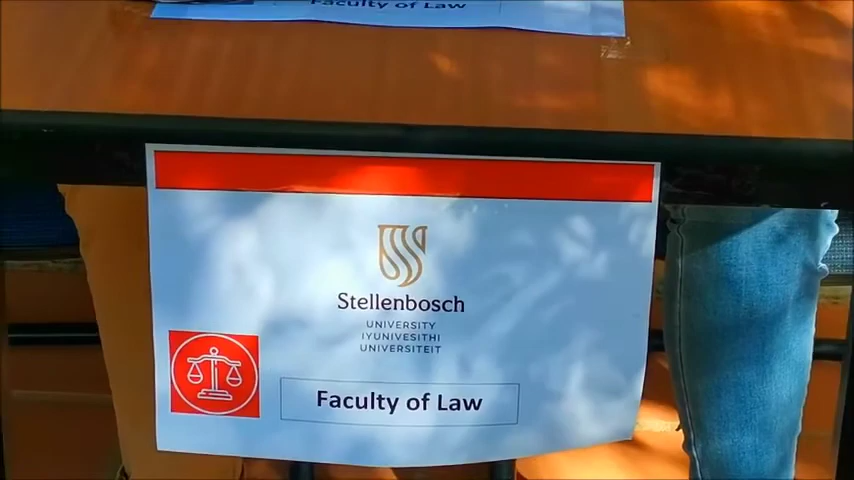 Faculty of Law
Stellenbosch
UNIVERSITY
IYUNIVESITHI
UNIVERSITEIT
Faculty of Law